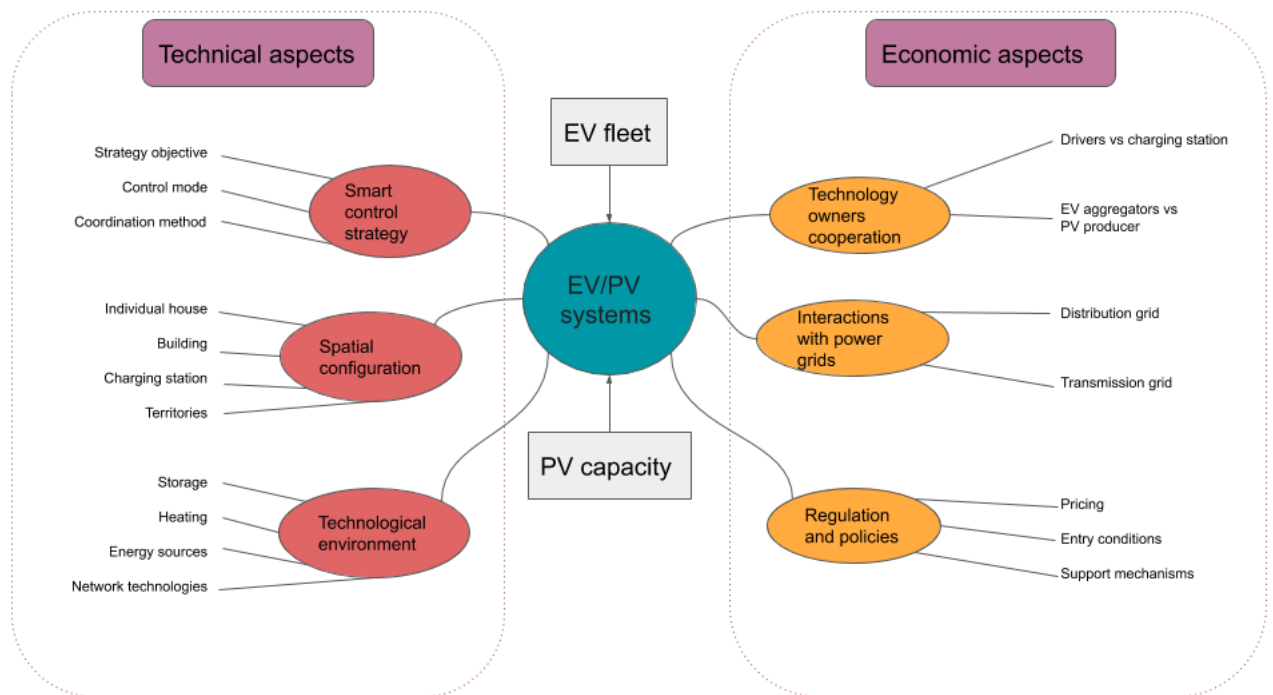 Technical aspects
Strategy objective
Control mode
Coordination method
Smart
control
strategy
Individual house
Building
Charging station
Territories
Spatial
configuration
Storage
Heating
Energy sources
Network technologies
Technological
environment
EV fleet
EV/PV
systems
PV capacity
Economic aspects
Technology
owners
cooperation
Drivers vs charging station
EV aggregators vs
PV producer
Interactions
with power
grids
Distribution grid
Transmission grid
Regulation
and policies
Pricing
Entry conditions
Support mechanisms